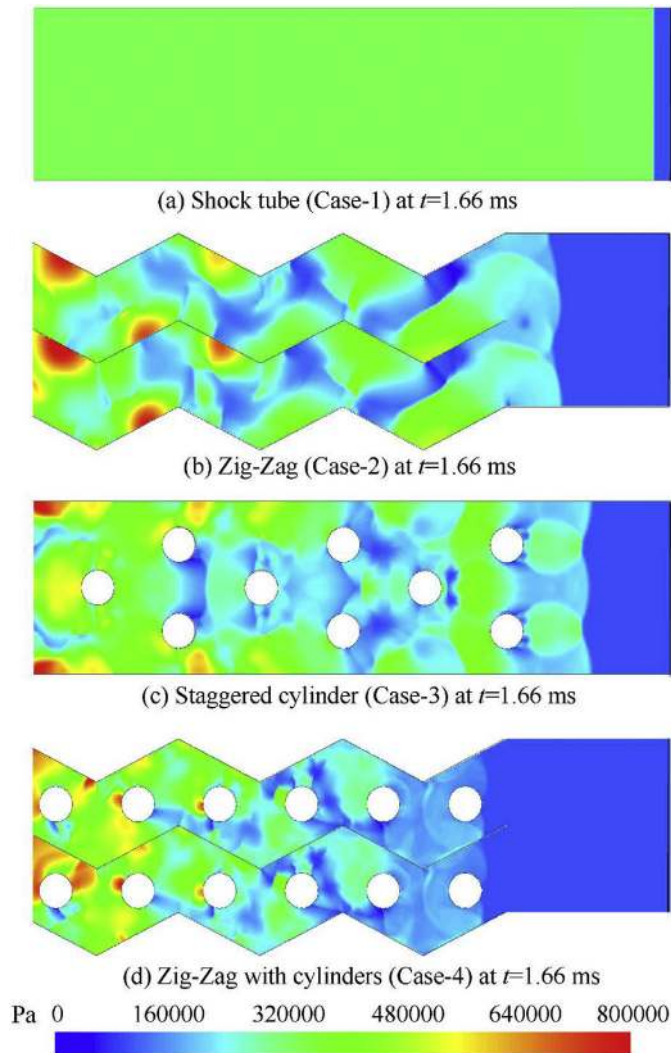 (a) Shock tube (Case-1) at t=1.66 ms
(b) Zig-Zag (Case-2) at t=1.66 ms
(c) Staggered cylinder (Case-3) at t=1.66 ms
(d) Zig-Zag with cylinders (Case-4) at t=1.66 ms
Pa 0 160000 320000 480000 640000 800000